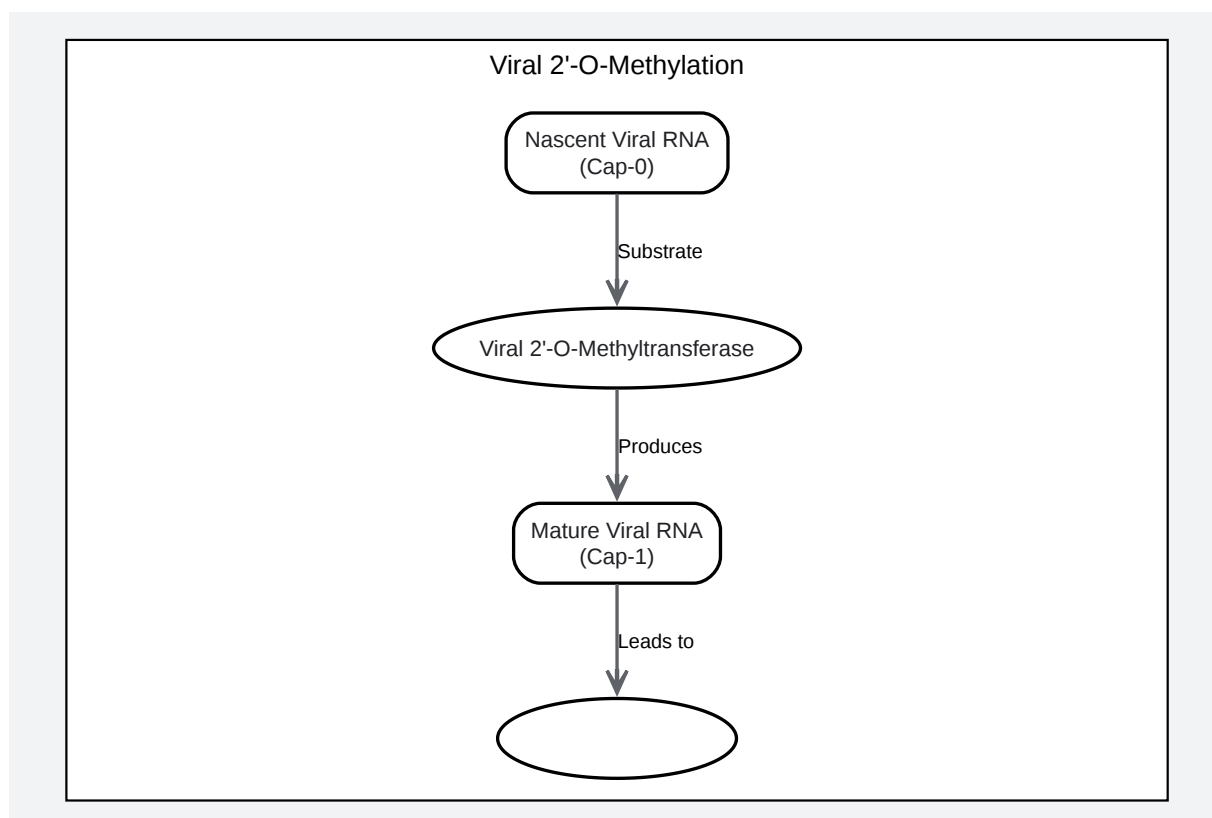 Viral 2'-O-Methylation
Nascent Viral RNA
(Cap-0)
Substrate
Viral 2'-O-Methyltransferase
Produces
Mature Viral RNA
(Cap-1)
Leads to